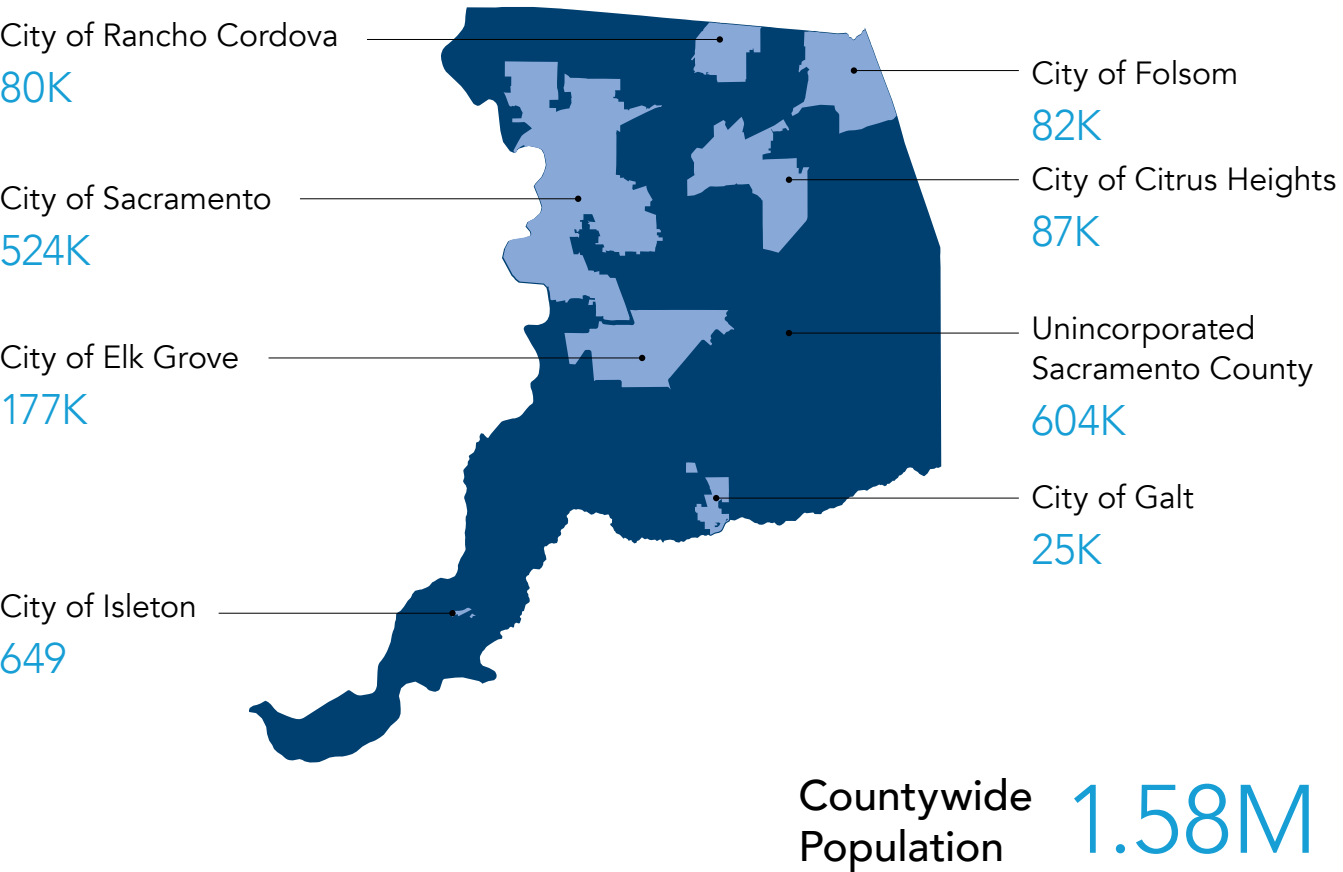 City of Rancho Cordova
80K
City of Sacramento
524K
City of Elk Grove
177K
City of Isleton
649
City of Folsom
82K
City of Citrus Heights
87K
Unincorporated
Sacramento County
604K
City of Galt
25K
Countywide
Population
1.58M